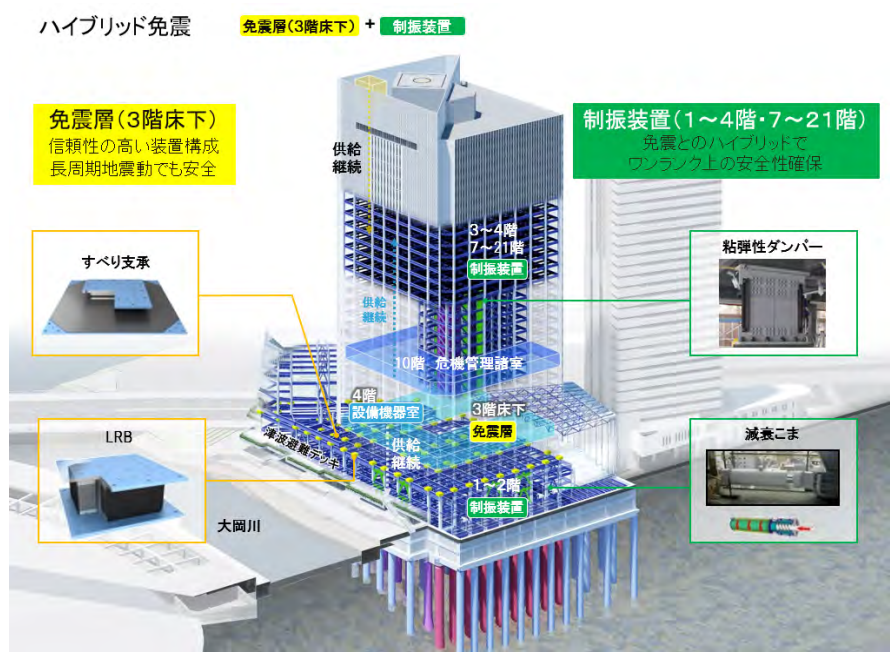 ハイブリッド免震
免震層(3階床下) + 制振装置
免震層(3階床下)
信頼性の高い装置構成
長周期地震動でも安全
制振装置(1～4階・7～21階)
免震とのハイブリッドで
ワンランク上の安全性確保
供給
継続
3～4階
7～21階
制振装置
すべり支承
粘弾性ダンパー
供給
継続
10階 危機管理諸室
4階
設備機器室
3階床下
免震層
LRB
津波避難デッキ
供給
継続
減衰こま
1～2階
制振装置
大岡川